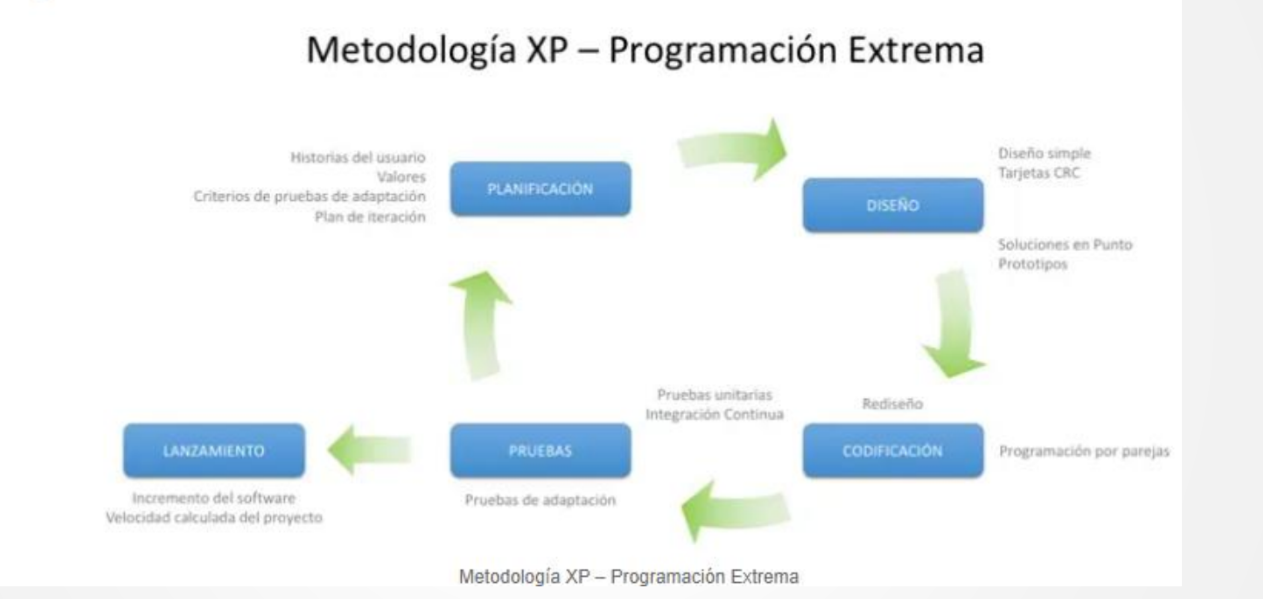 Metodología XP – Programación Extrema
Historias del usuario
Valores
Criterios de pruebas de adaptación
Plan de iteración
PLANIFICACIÓN
DISEÑO
Diseño simple
Tarjetas CRC
Soluciones en Punto
Prototipos
Pruebas unitarias
Integración Continua
Rediseño
LANZAMIENTO
PRUEBAS
CODIFICACIÓN
Programación por parejas
Incremento del software
Velocidad calculada del proyecto
Pruebas de adaptación
Metodología XP – Programación Extrema